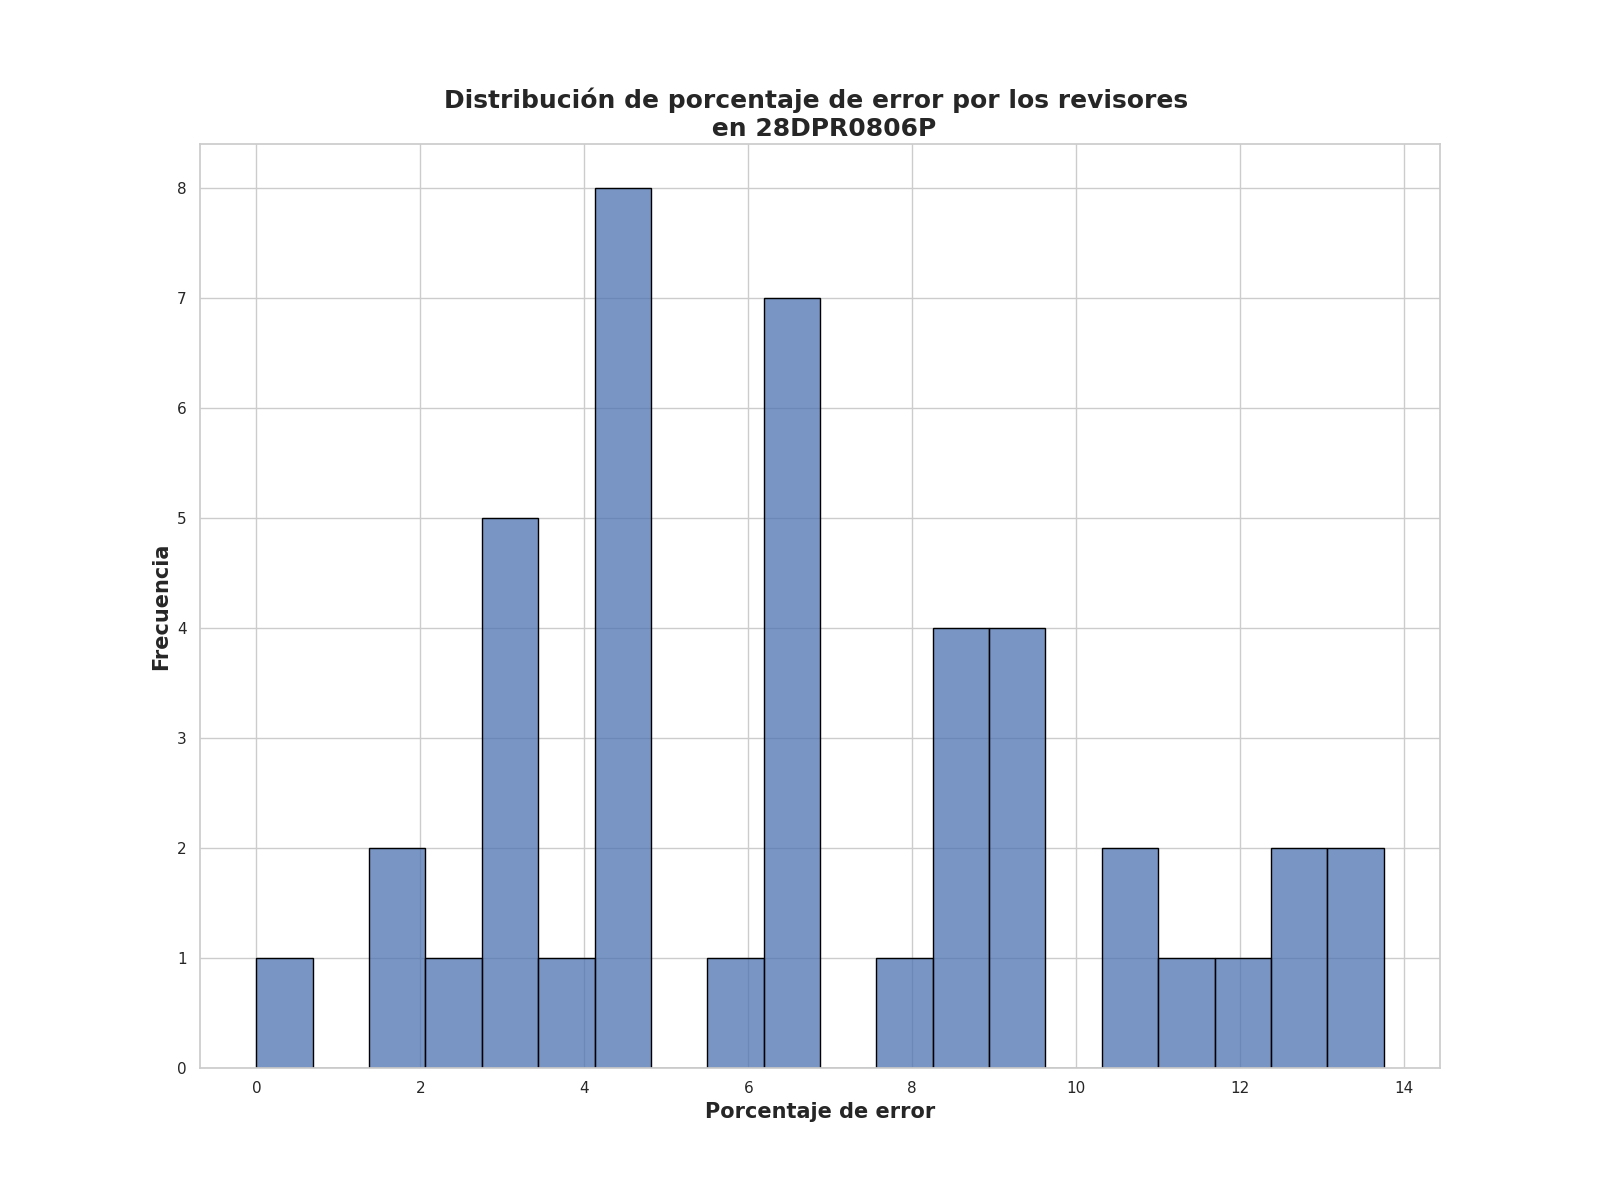 Distribución de porcentaje de error por los revisores
en 28DPR0806P
8
7
6
5
4
3
2
1
0
Frecuencia
0 2 4 6 8 10 12 14
Porcentaje de error